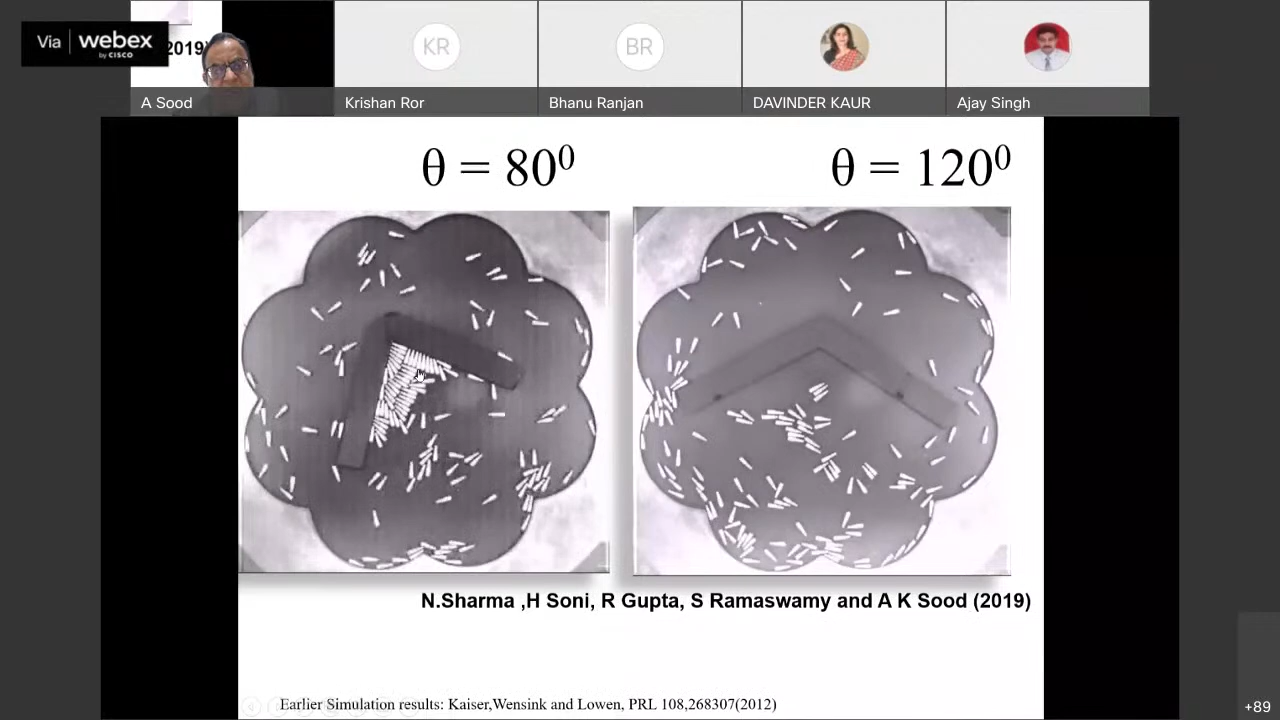 Via webex
by CISCO
2019)
A Sood
KR
Krishan Ror
BR
Bhanu Ranjan
DAVINDER KAUR
Ajay Singh
θ = 80⁰
θ = 120⁰
N.Sharma ,H Soni, R Gupta, S Ramaswamy and A K Sood (2019)
Earlier Simulation results: Kaiser,Wensink and Lowen, PRL 108,268307(2012)
+89